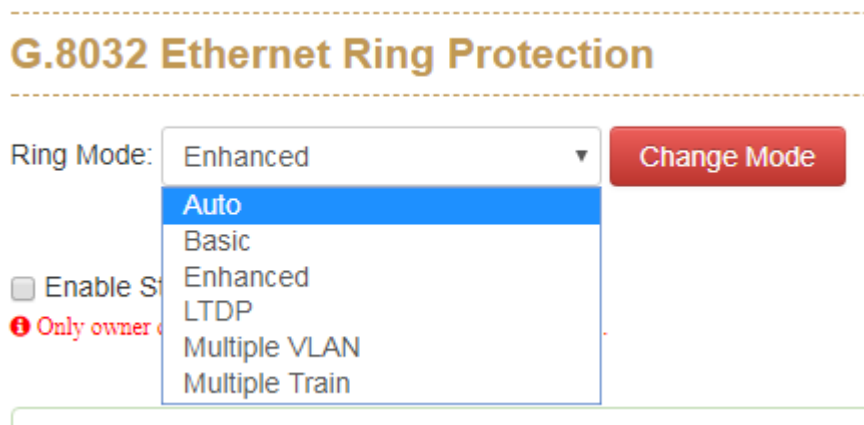 G.8032 Ethernet Ring Protection
Ring Mode: Enhanced Change Mode
Auto
Basic
Enhanced
LTDP
Multiple VLAN
Multiple Train
Enable
Only owner